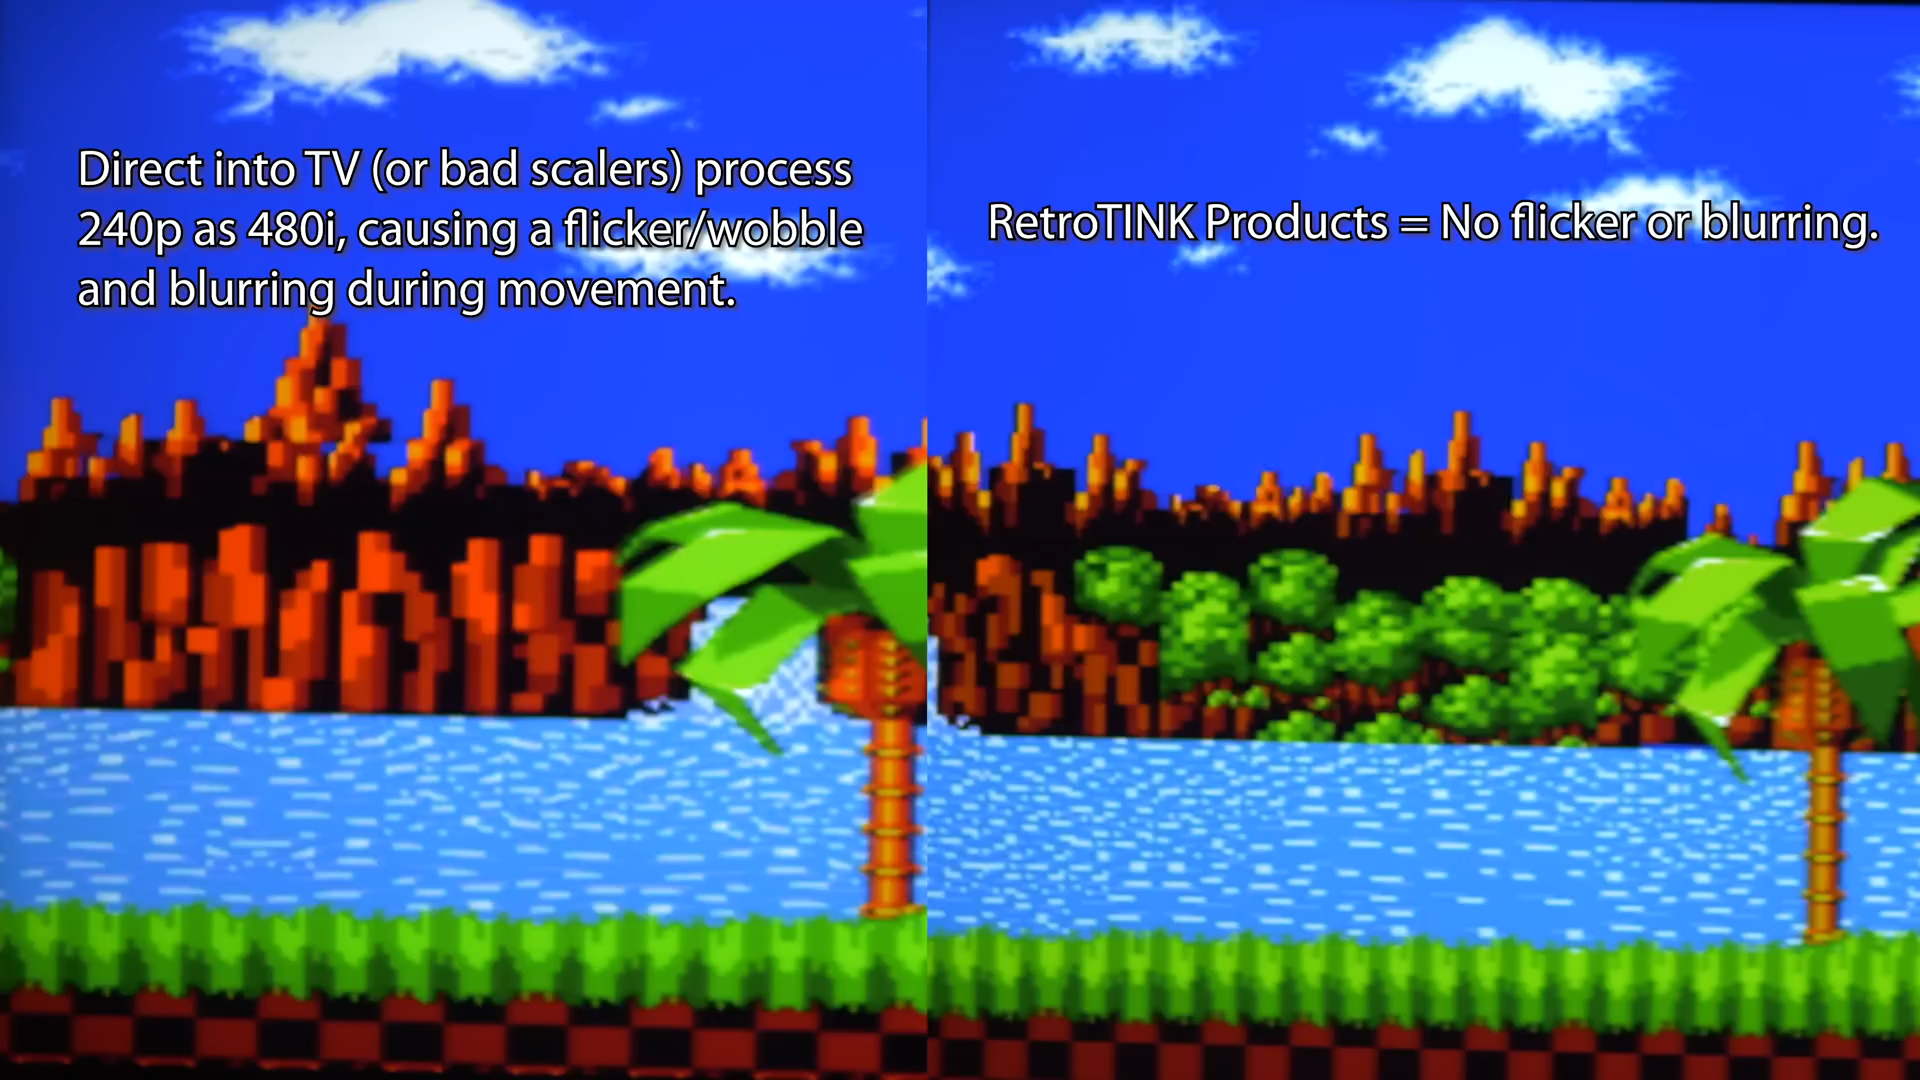 Direct into TV (or bad scalers) process
240p as 480i, causing a flicker/wobble
and blurring during movement.
RetroTINK Products = No flicker or blurring.